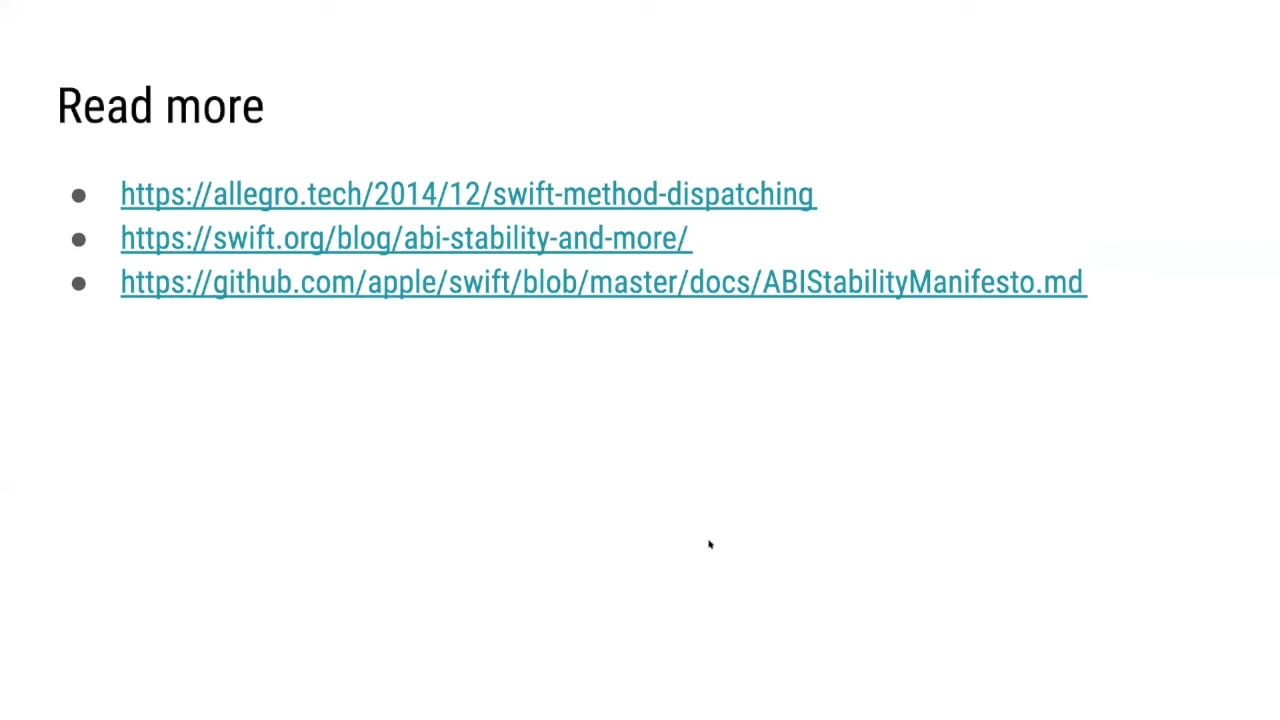 Read more
● https://allegro.tech/2014/12/swift-method-dispatching
● https://swift.org/blog/abi-stability-and-more/
● https://github.com/apple/swift/blob/master/docs/ABIStabilityManifesto.md